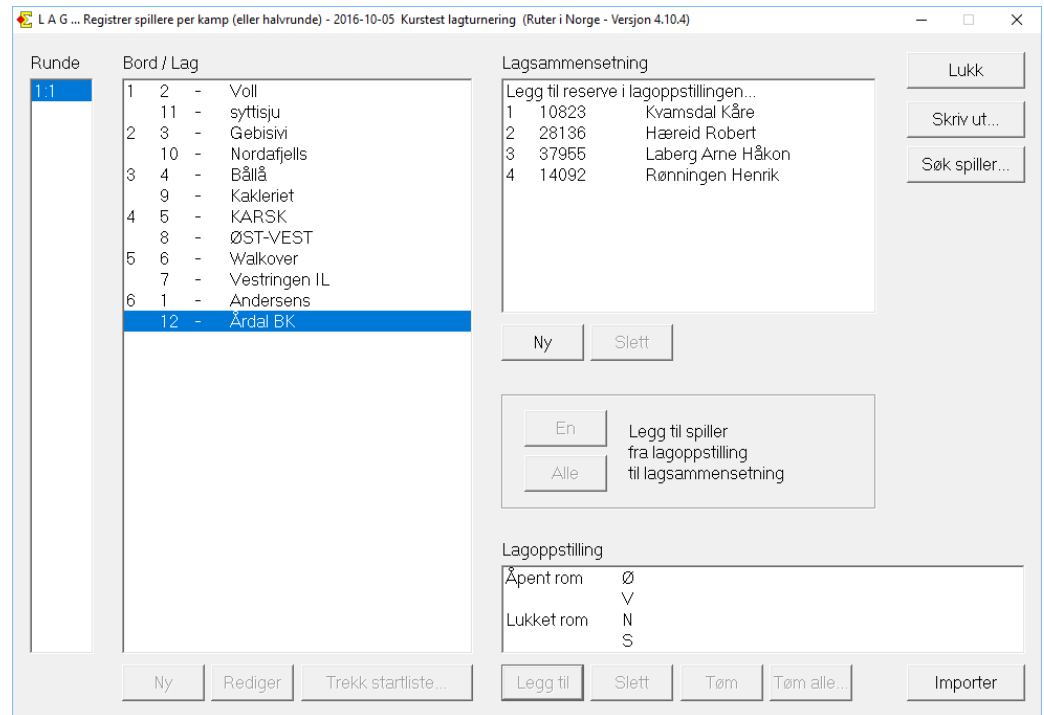 L A G ... Registrer spillere per kamp (eller halvrunde) - 2016-10-05 Kurstest lagturnering (Ruter i Norge - Versjon 4.10.4)
Runde
1:1
Bord / Lag
1 2 - Voll
11 - syttisju
2 3 - Gebisivi
10 - Nordafjells
3 4 - Bållå
9 - Kakleriet
4 5 - KARSK
8 - ØST-VEST
5 6 - Walkover
7 - Vestringen IL
6 1 - Andersens
12 - Årdal BK
Ny Rediger Trekk startliste...
Lagsammensetning
Legg til reserve i lagoppstillingen...
1 10823 Kvamsdal Kåre
2 28136 Hæreid Robert
3 37955 Laberg Arne Håkon
4 14092 Rønningen Henrik
Ny Slett
En
Alle
Legg til spiller
fra lagoppstilling
til lagsammensetning
Lagoppstilling
Åpent rom Ø
V
Lukket rom N
S
Legg til Slett Tøm Tøm alle...
Lukk
Skriv ut...
Søk spiller...
Importer